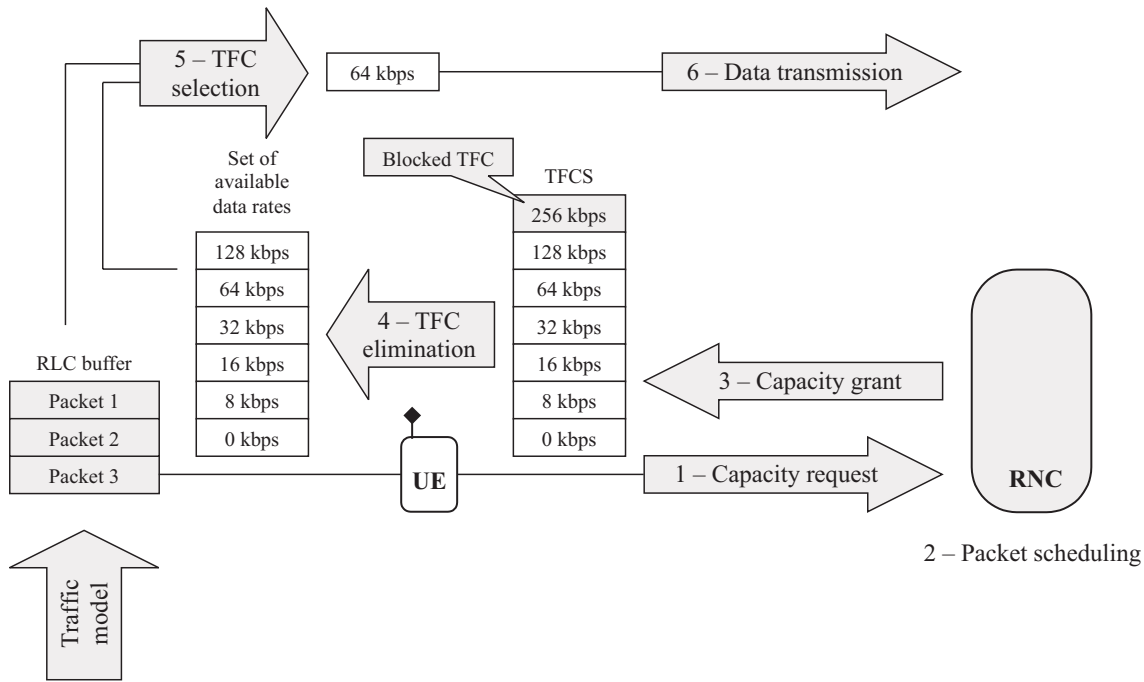 5 – TFC
selection
64 kbps
6 – Data transmission
Set of
available
data rates
Blocked TFC
TFCS
256 kbps
128 kbps
64 kbps
32 kbps
16 kbps
8 kbps
0 kbps
4 – TFC
elimination
128 kbps
64 kbps
32 kbps
16 kbps
8 kbps
0 kbps
3 – Capacity grant
RLC buffer
Packet 1
Packet 2
Packet 3
UE
1 – Capacity request
RNC
2 – Packet scheduling
Traffic
model